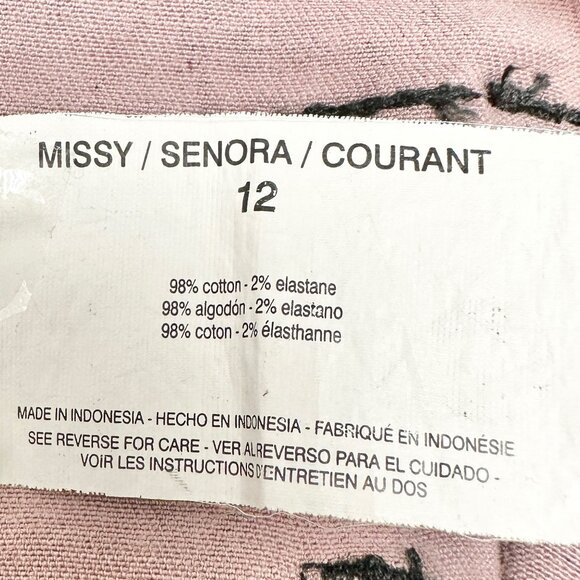 MISSY / SENORA / COURANT
12
98% cotton - 2% elastane
98% algodón - 2% elastano
98% coton - 2% élasthanne
MADE IN INDONESIA - HECHO EN INDONESIA - FABRIQUÉ EN INDONÉSIE
SEE REVERSE FOR CARE - VER AL REVERSO PARA EL CUIDADO -
VOIR LES INSTRUCTIONS D'ENTRETIEN AU DOS